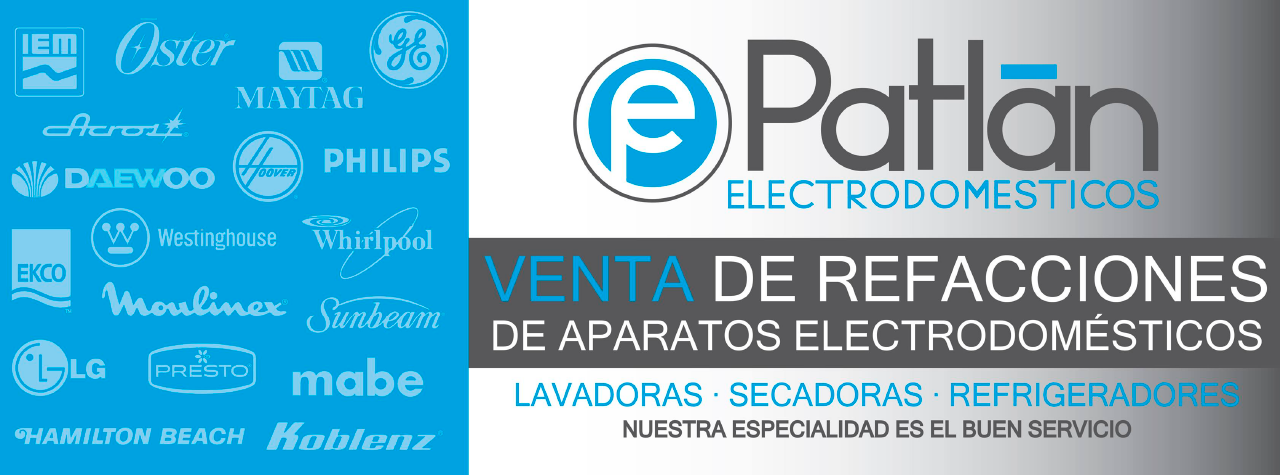 IEM
Oster
MAYTAG
GE
Acros
DAEWOO
HOOVER
PHILIPS
W
Westinghouse
Whirlpool
EKCO
Moulinex
Sunbeam
LG
PRESTO
mabe
HAMILTON BEACH
Koblenz
Patlān
ELECTRODOMESTICOS
VENTA DE REFACCIONES
DE APARATOS ELECTRODOMÉSTICOS
LAVADORAS · SECADORAS · REFRIGERADORES
NUESTRA ESPECIALIDAD ES EL BUEN SERVICIO